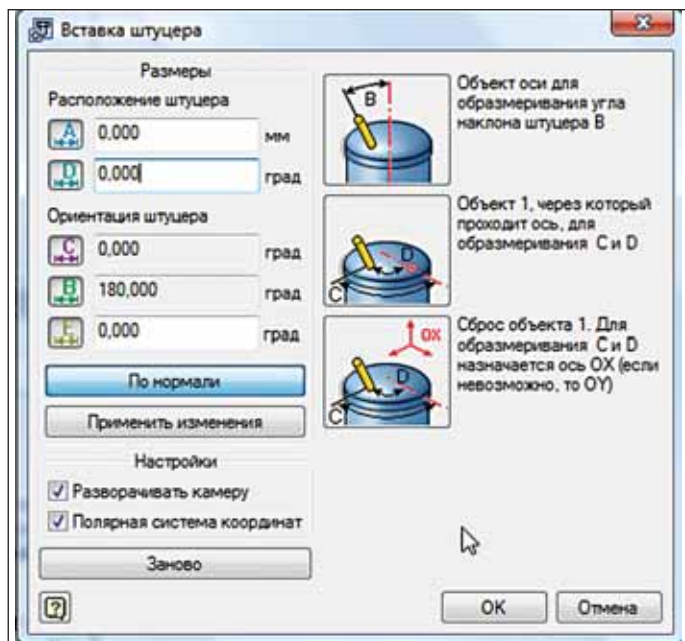 Вставка штуцера
Размеры
Расположение штуцера
A 0,000 мм
D 0,000 град
Ориентация штуцера
C 0,000 град
B 180,000 град
E 0,000 град
По нормали
Применить изменения
Настройки
Разворачивать камеру
Полярная система координат
Заново
B
Объект оси для
образмеривания угла
наклона штуцера В
D
C
Объект 1, через который
проходит ось, для
образмеривания С и D
OX
D
C
Сброс объекта 1. Для
образмеривания С и D
назначается ось OX (если
невозможно, то OY)
?
OK
Отмена